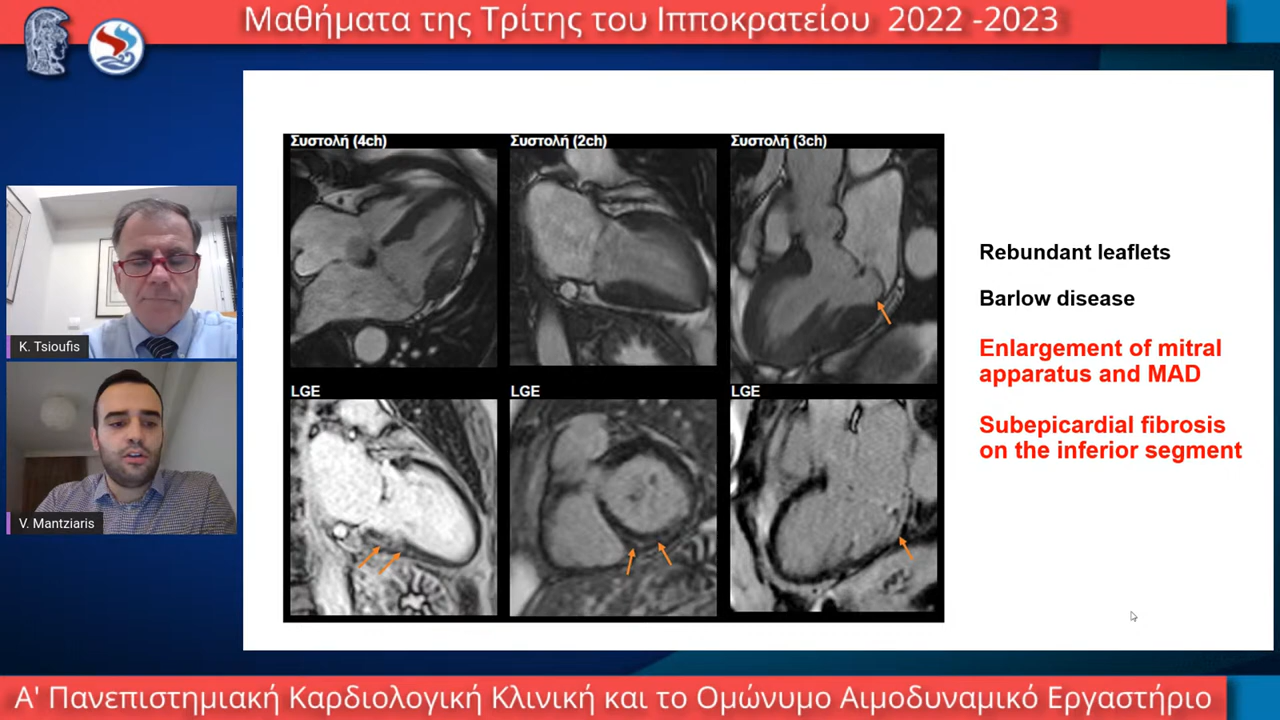 Μαθήματα της Τρίτης του Ιπποκρατείου 2022 -2023
Συστολή (4ch)
Συστολή (2ch)
Συστολή (3ch)
LGE
LGE
LGE
Rebundant leaflets
Barlow disease
Enlargement of mitral
apparatus and MAD
Subepicardial fibrosis
on the inferior segment
K. Tsioufis
V. Mantziaris
Α' Πανεπιστημιακή Καρδιολογική Κλινική και το Ομώνυμο Αιμοδυναμικό Εργαστήριο